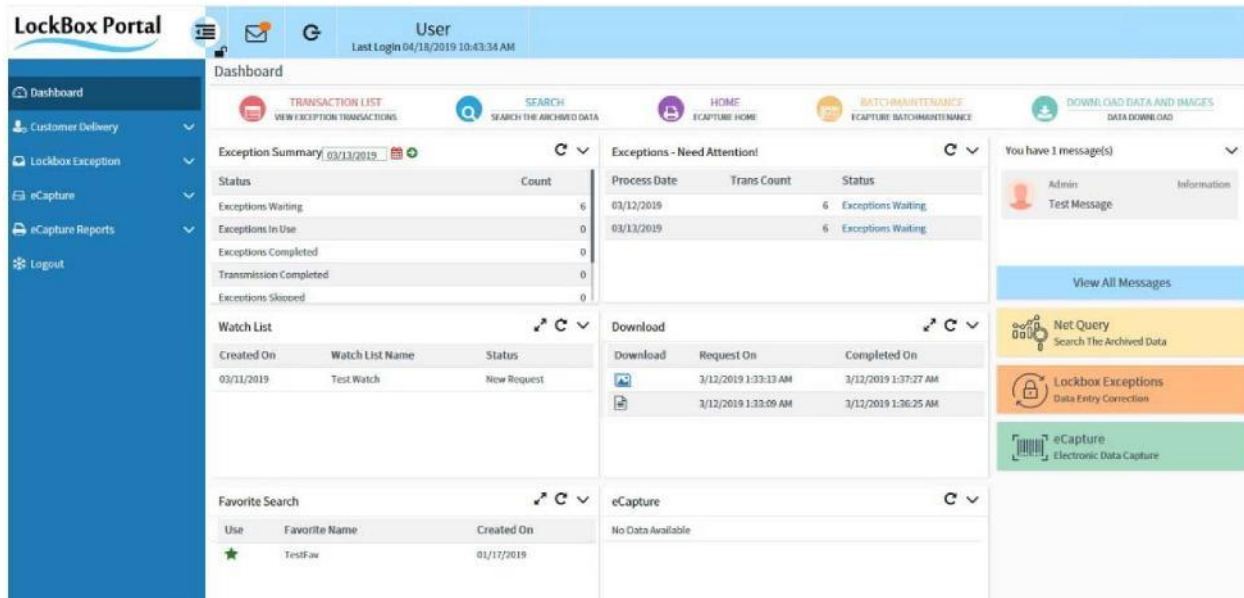 LockBox Portal
User
Last Login 04/18/2019 10:43:34 AM
Dashboard
Customer Delivery
Lockbox Exception
eCapture
eCapture Reports
Logout
Dashboard
TRANSACTION LIST
VIEW EXCEPTION TRANSACTIONS
SEARCH
SEARCH THE ARCHIVED DATA
HOME
ECAPTURE HOME
BATCHMAINTENANCE
ECAPTURE BATCHMAINTENANCE
DOWNLOAD DATA AND IMAGES
DATA DOWNLOAD
Exception Summary 03/13/2019
Status Count
Exceptions Waiting 6
Exceptions In Use 0
Exceptions Completed 0
Transmission Completed 0
Exceptions Skipped 0
Exceptions - Need Attention!
Process Date Trans Count Status
03/12/2019 6 Exceptions Waiting
03/13/2019 6 Exceptions Waiting
You have 1 message(s)
Admin Information
Test Message
View All Messages
Watch List
Created On Watch List Name Status
03/11/2019 Test Watch New Request
Download
Download Request On Completed On
3/12/2019 1:33:13 AM 3/12/2019 1:37:27 AM
3/12/2019 1:33:09 AM 3/12/2019 1:36:25 AM
Net Query
Search The Archived Data
Lockbox Exceptions
Data Entry Correction
eCapture
Electronic Data Capture
Favorite Search
Use Favorite Name Created On
TestFav 01/17/2019
eCapture
No Data Available